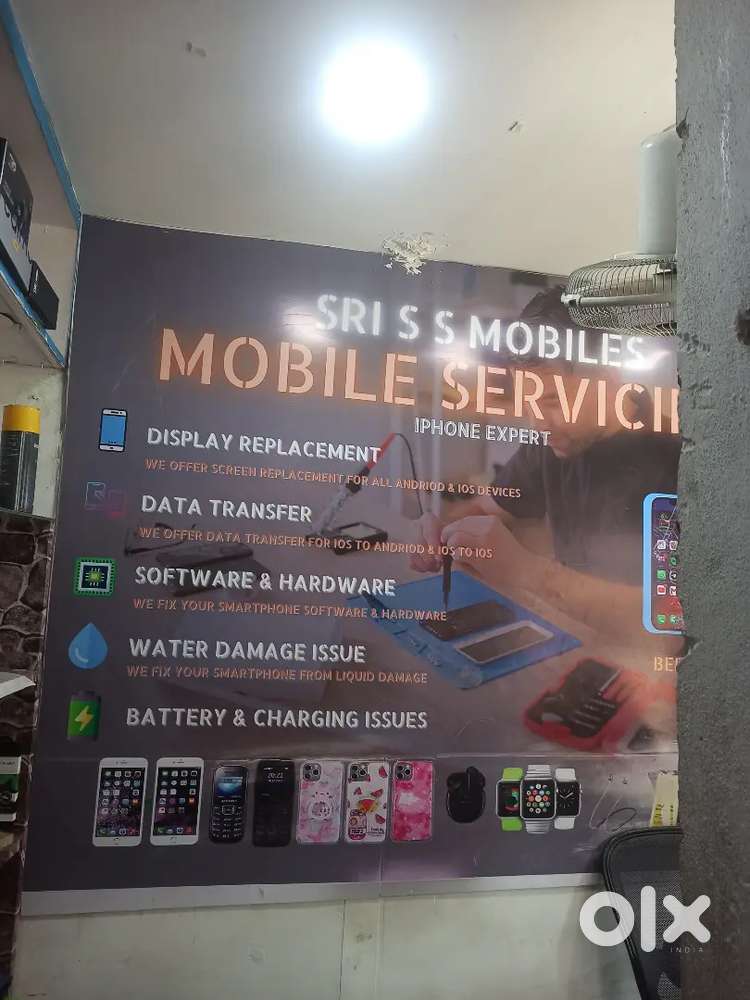 SRI S S MOBILES
MOBILE SERVICI
IPHONE EXPERT
DISPLAY REPLACEMENT
WE OFFER SCREEN REPLACEMENT FOR ALL ANDRIOD & IOS DEVICES
DATA TRANSFER
WE OFFER DATA TRANSFER FOR IOS TO ANDRIOD & IOS TO IOS
SOFTWARE & HARDWARE
WE FIX YOUR SMARTPHONE SOFTWARE & HARDWARE
WATER DAMAGE ISSUE
WE FIX YOUR SMARTPHONE FROM LIQUID DAMAGE
BATTERY & CHARGING ISSUES
olx
INDIA